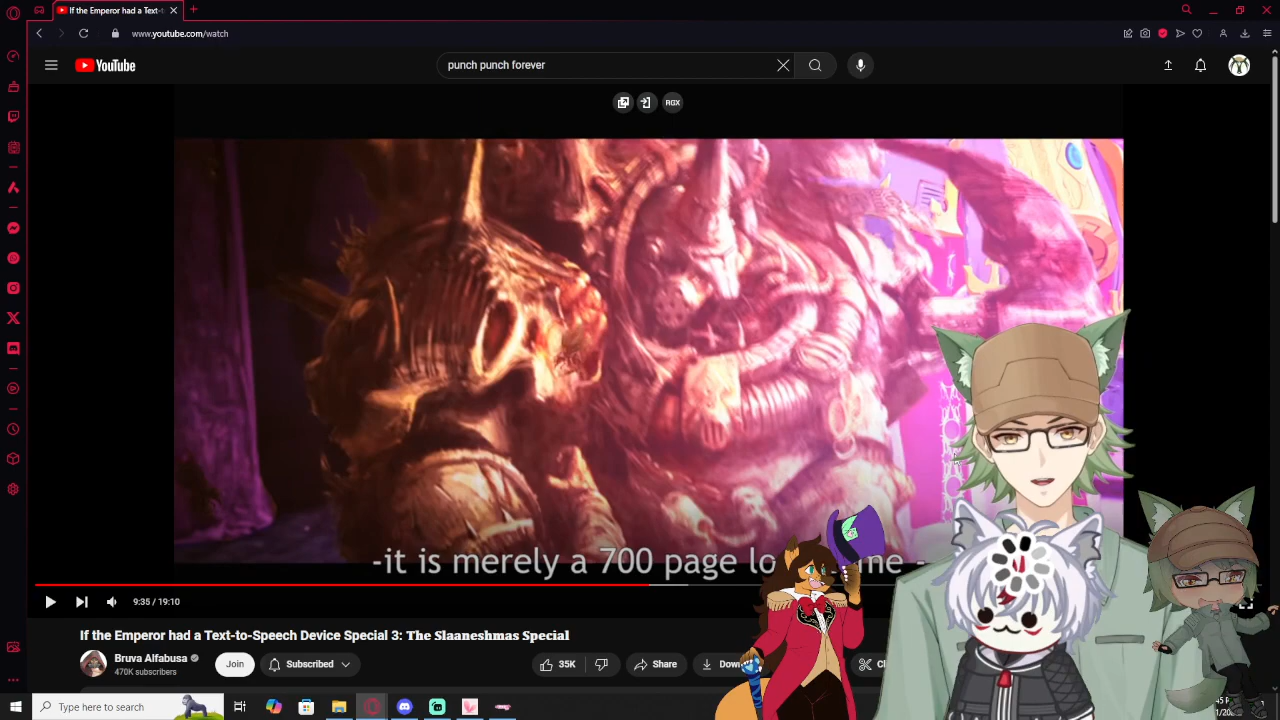 If the Emperor had a Text-t
www.youtube.com/watch
YouTube
punch punch forever
RGX
-it is merely a 700 page lo me -
9:35 / 19:10
If the Emperor had a Text-to-Speech Device Special 3: The Slaaneshmas Special
Bruva Alfabusa
470K subscribers
Join
Subscribed
35K
Share
Dow
Cl
Type here to search